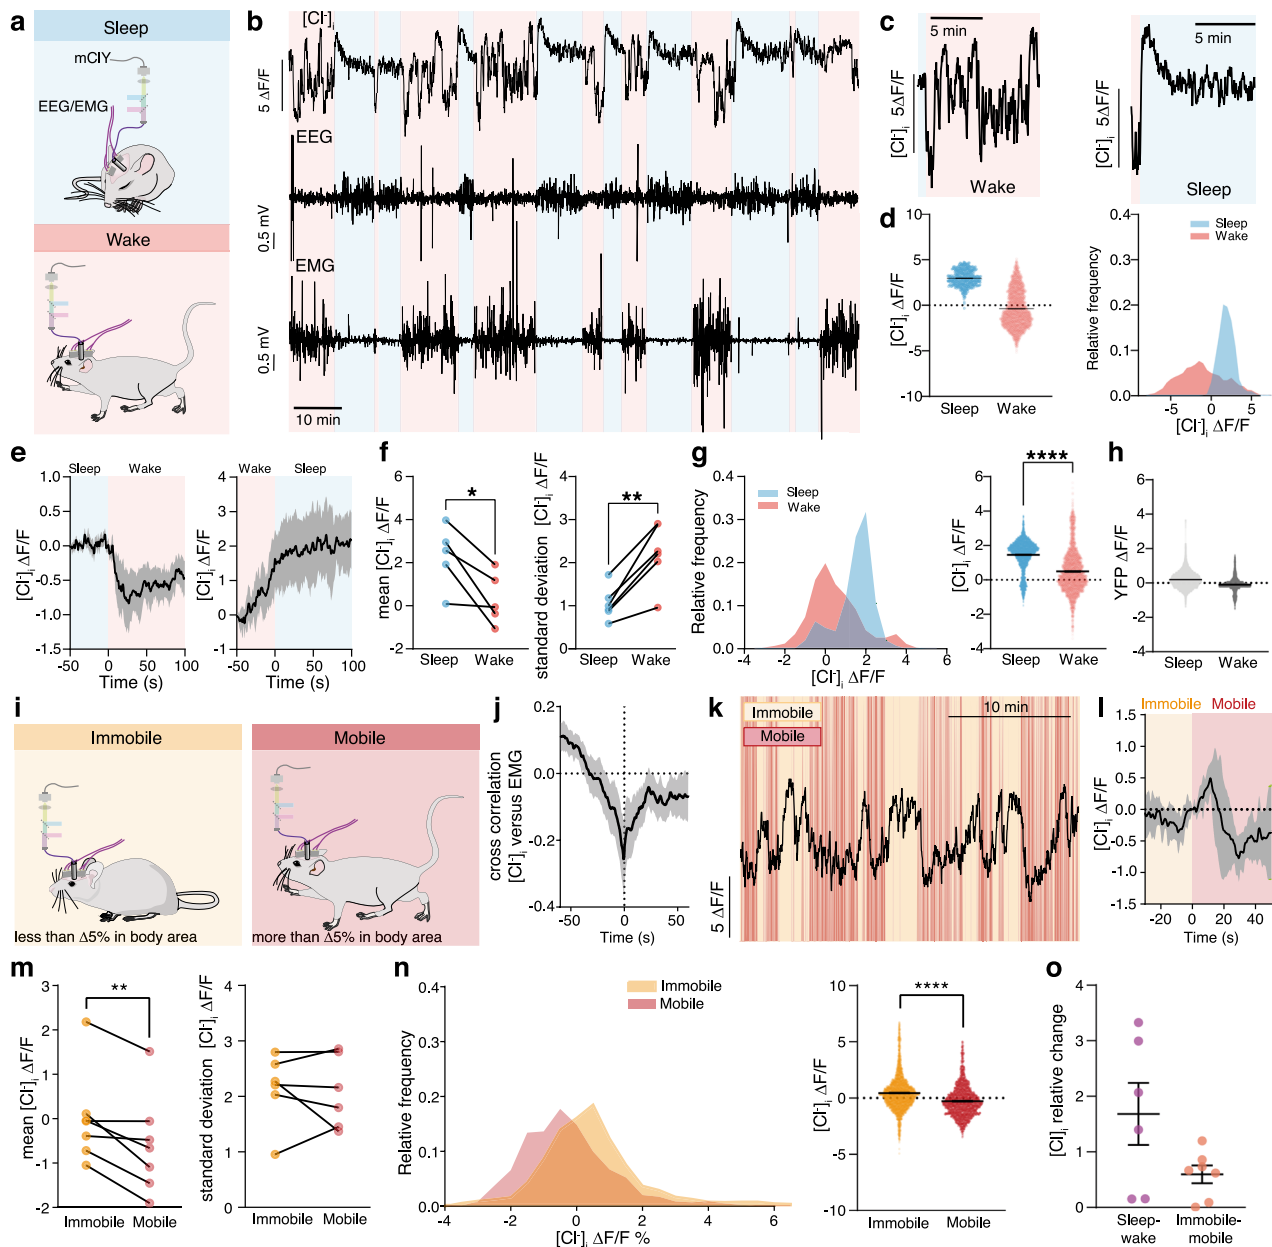 a
Sleep
mClY
EEG/EMG
Wake
b
[Cl-]i
5 ΔF/F
EEG
0.5 mV
EMG
0.5 mV
10 min
c
5 min
[Cl-]i 5ΔF/F
Wake
5 min
[Cl-]i 5ΔF/F
Sleep
d
10
5
0
-5
-10
[Cl-]i ΔF/F
Sleep
Wake
0.4
0.3
0.2
0.1
0.0
Relative frequency
Sleep
Wake
-5
0
5
[Cl-]i ΔF/F
e
Sleep
Wake
1.0
0.5
0.0
-0.5
-1.0
-1.5
[Cl-]i ΔF/F
-50
0
50
100
Time (s)
Wake
Sleep
4
3
2
1
0
-1
[Cl-]i ΔF/F
-50
0
50
100
Time (s)
f
6
4
2
0
-2
mean [Cl-]i ΔF/F
*
Sleep
Wake
4
3
2
1
0
standard deviation [Cl-]i ΔF/F
**
Sleep
Wake
g
0.4
0.3
0.2
0.1
0.0
Relative frequency
Sleep
Wake
-4
-2
0
2
4
6
[Cl-]i ΔF/F
****
6
4
2
0
-2
-4
[Cl-]i ΔF/F
Sleep
Wake
h
6
4
2
0
-2
-4
YFP ΔF/F
Sleep
Wake
i
Immobile
less than Δ5% in body area
Mobile
more than Δ5% in body area
j
0.2
0.0
-0.2
-0.4
cross correlation
[Cl-]i versus EMG
-50
0
50
Time (s)
k
Immobile
Mobile
10 min
5 ΔF/F
l
Immobile
Mobile
1.5
1.0
0.5
0.0
-0.5
-1.0
-1.5
[Cl-]i ΔF/F
-20
0
20
40
Time (s)
m
3
2
1
-0
-1
-2
mean [Cl-]i ΔF/F
**
Immobile
Mobile
4
3
2
1
0
standard deviation [Cl-]i ΔF/F
Immobile
Mobile
n
0.4
0.3
0.2
0.1
0.0
Relative frequency
Immobile
Mobile
-4
-2
0
2
4
6
[Cl-]i ΔF/F %
****
10
5
0
-5
-10
[Cl-]i ΔF/F
Immobile
Mobile
o
4
3
2
1
0
[Cl]i relative change
Sleep-
wake
Immobile-
mobile